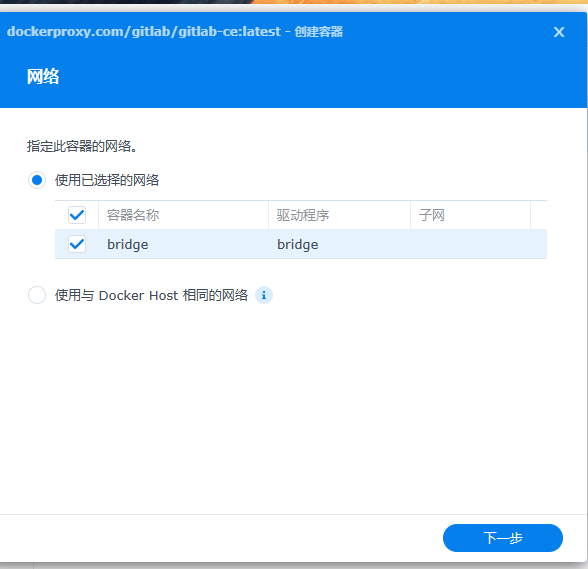 dockerproxy.com/gitlab/gitlab-ce:latest - 创建容器
网络
指定此容器的网络。
使用已选择的网络
容器名称 驱动程序 子网
bridge bridge
使用与 Docker Host 相同的网络
下一步